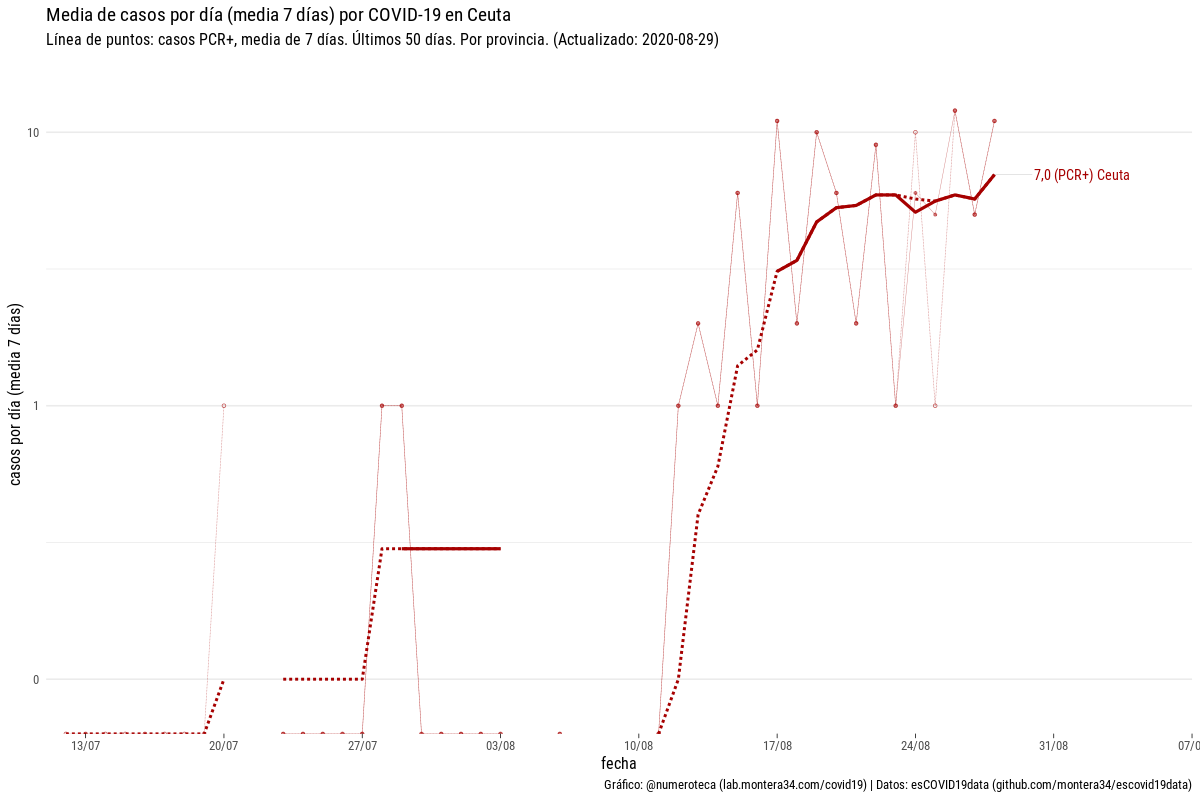 Media de casos por día (media 7 días) por COVID-19 en Ceuta
Línea de puntos: casos PCR+, media de 7 días. Últimos 50 días. Por provincia. (Actualizado: 2020-08-29)
casos por día (media 7 días)
10
1
0
7,0 (PCR+) Ceuta
13/07
20/07
27/07
03/08
10/08
17/08
24/08
31/08
07/0
fecha
Gráfico: @numeroteca (lab.montera34.com/covid19) | Datos: esCOVID19data (github.com/montera34/escovid19data)